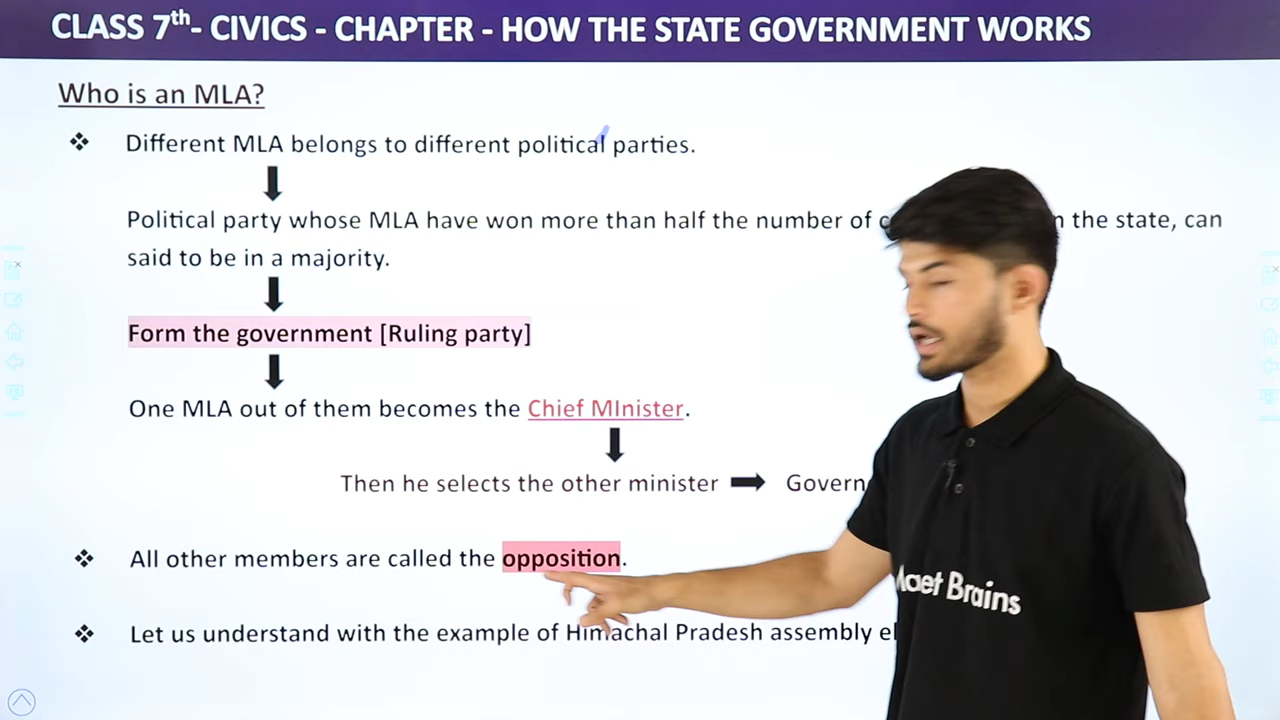 CLASS 7th- CIVICS - CHAPTER - HOW THE STATE GOVERNMENT WORKS
Who is an MLA?
❖ Different MLA belongs to different political parties.
Political party whose MLA have won more than half the number of the state, can
said to be in a majority.
Form the government [Ruling party]
One MLA out of them becomes the Chief MInister.
Then he selects the other minister
❖ All other members are called the opposition.
❖ Let us understand with the example of Himachal Pradesh assembly
Brains